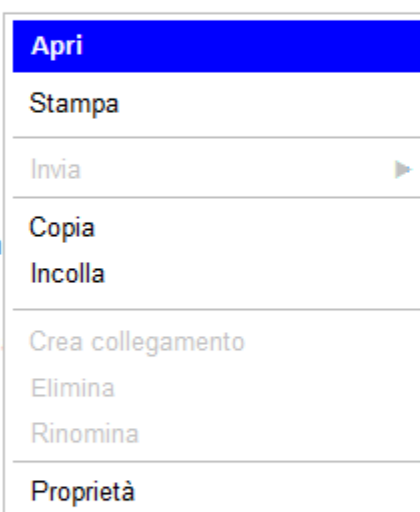 Apri
Stampa
Invia
Copia
Incolla
Crea collegamento
Elimina
Rinomina
Proprietà